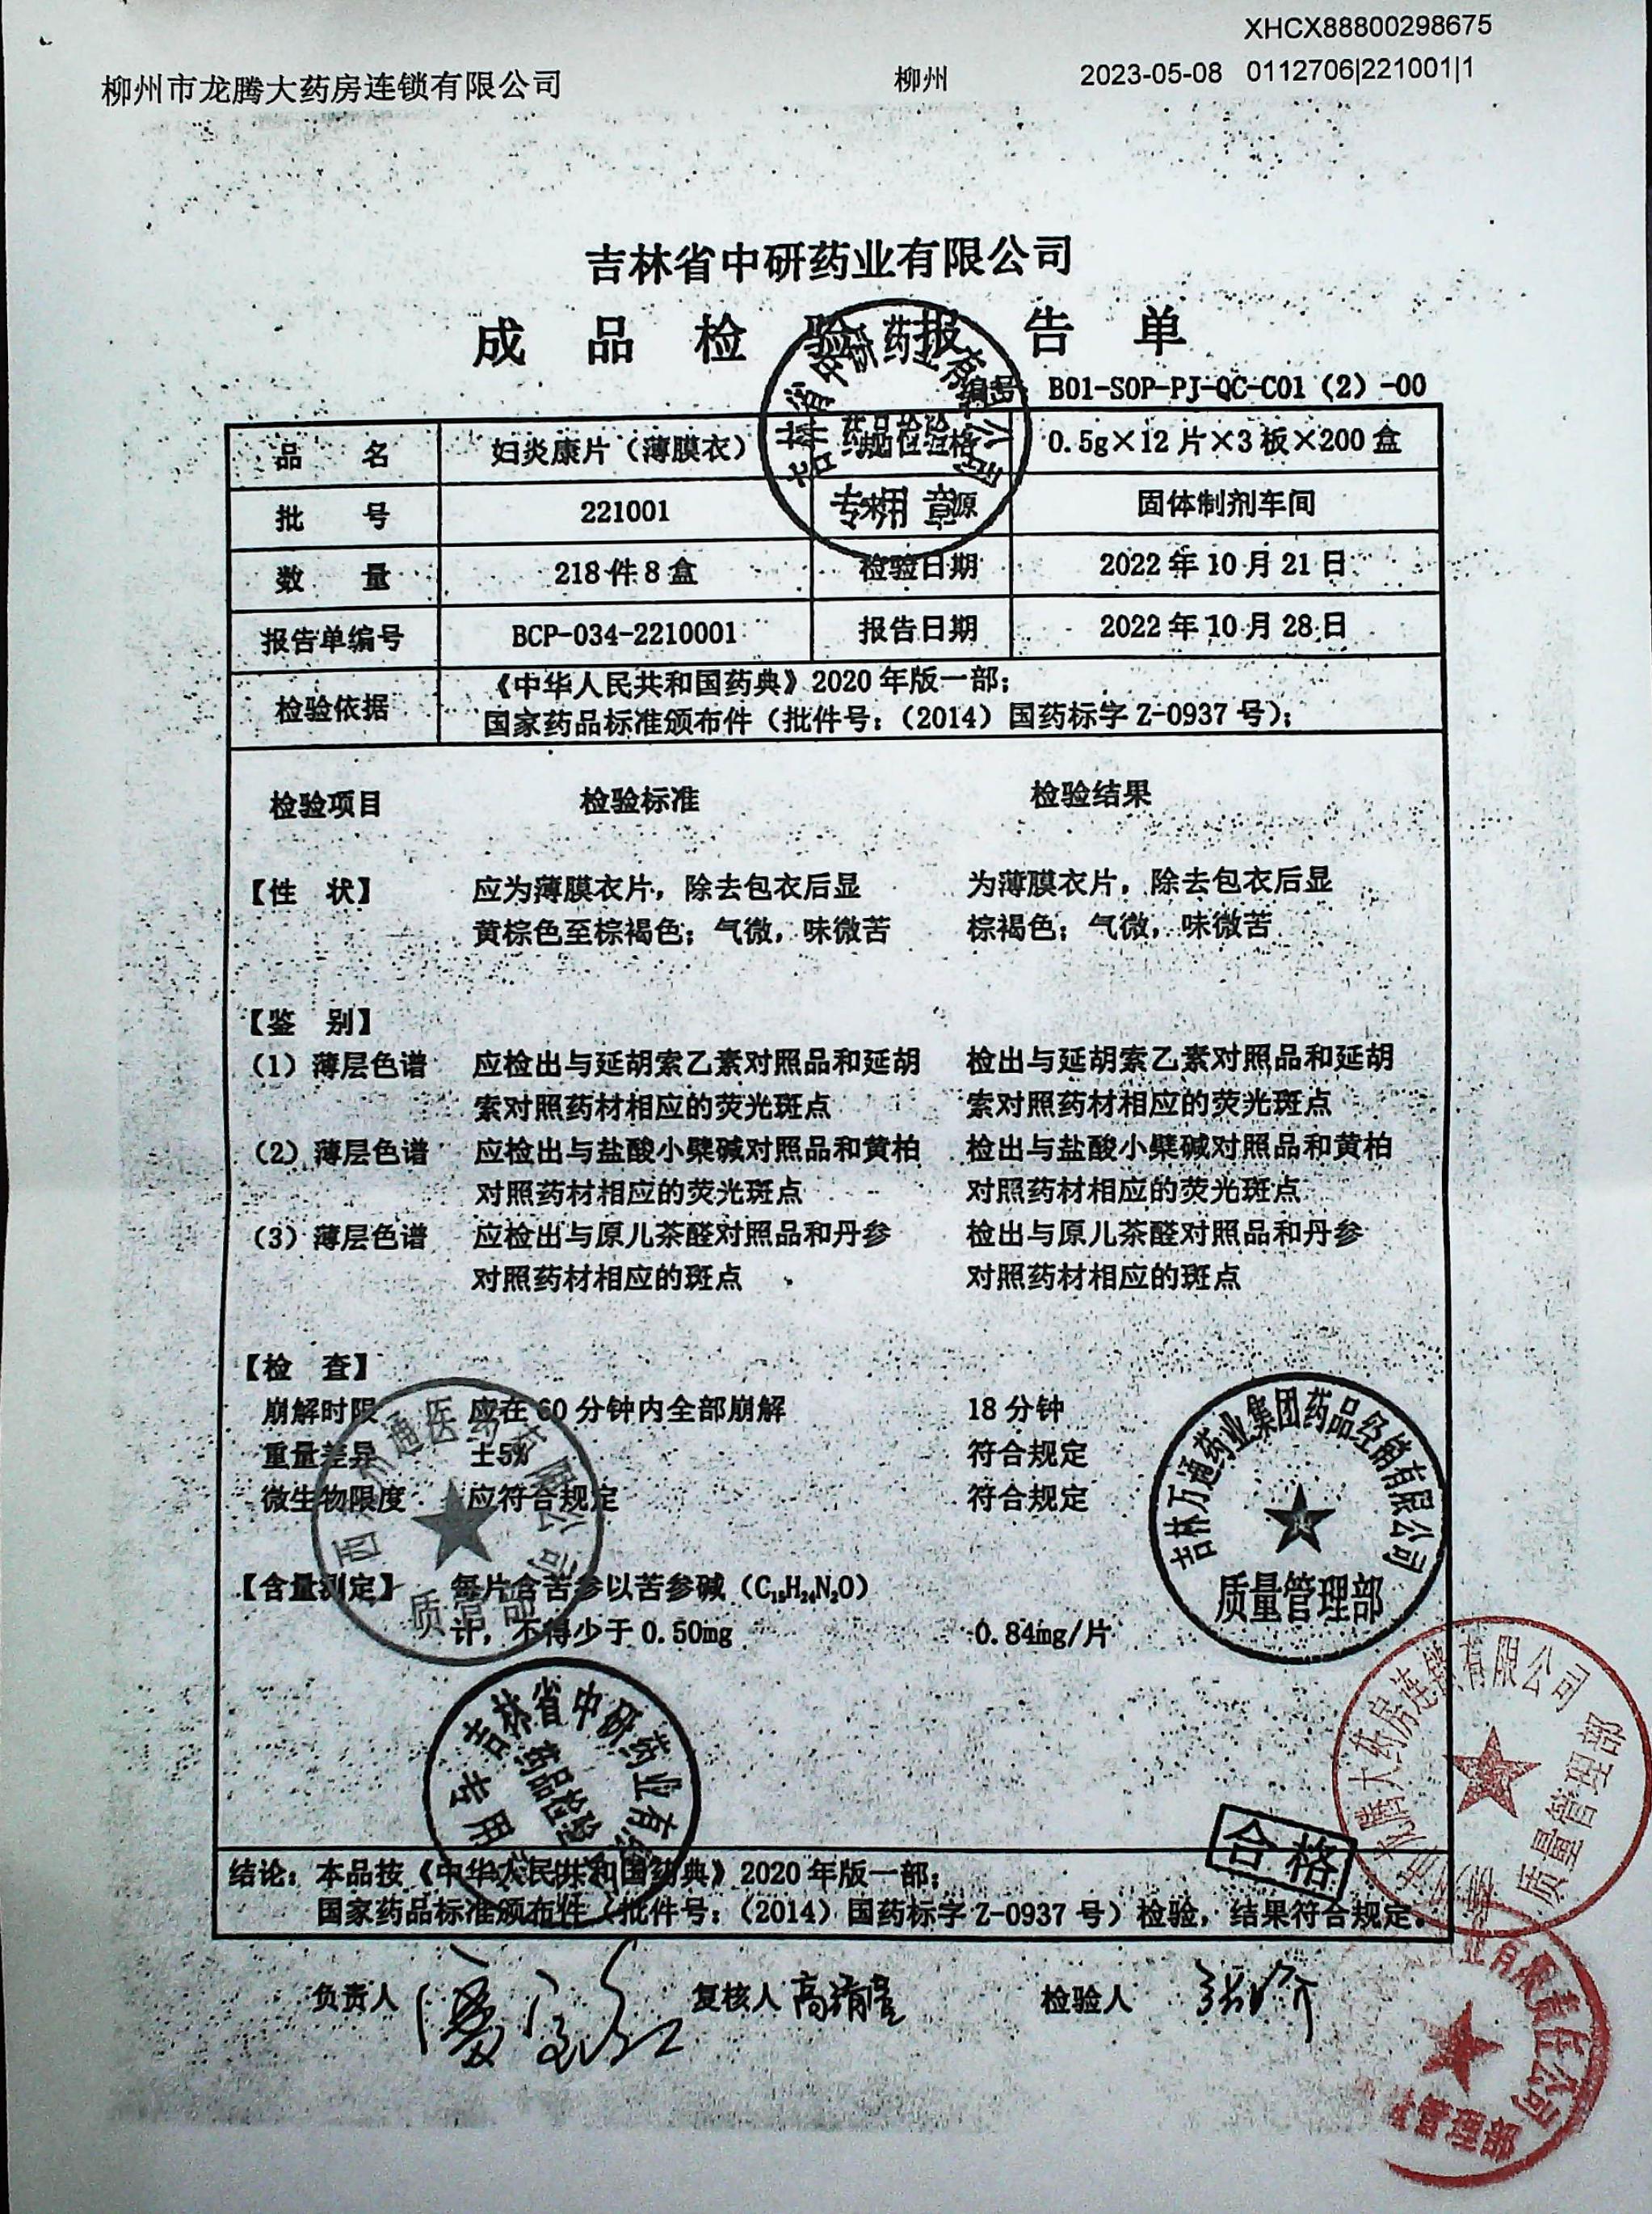 XHCX88800298675
柳州市龙腾大药房连锁有限公司 柳州 2023-05-08 0112706|221001|1
吉林省中研药业有限公司
成品检验报告单
编号 B01-SOP-PJ-QC-C01（2）-00
品 名 妇炎康片（薄膜衣） 规格 0.5g×12片×3板×200盒
批 号 221001 来源 固体制剂车间
数 量 218件8盒 检验日期 2022年10月21日
报告单编号 BCP-034-2210001 报告日期 2022年10月28日
检验依据 《中华人民共和国药典》2020年版一部；
国家药品标准颁布件（批件号：（2014）国药标字Z-0937号）；
检验项目 检验标准 检验结果
【性 状】 应为薄膜衣片，除去包衣后显 为薄膜衣片，除去包衣后显
黄棕色至棕褐色；气微，味微苦 棕褐色；气微，味微苦
【鉴 别】
（1）薄层色谱 应检出与延胡索乙素对照品和延胡 检出与延胡索乙素对照品和延胡
索对照药材相应的荧光斑点 索对照药材相应的荧光斑点
（2）薄层色谱 应检出与盐酸小檗碱对照品和黄柏 检出与盐酸小檗碱对照品和黄柏
对照药材相应的荧光斑点 对照药材相应的荧光斑点
（3）薄层色谱 应检出与原儿茶醛对照品和丹参 检出与原儿茶醛对照品和丹参
对照药材相应的斑点 对照药材相应的斑点
【检 查】
崩解时限 应在60分钟内全部崩解 18分钟
重量差异 ±5% 符合规定
微生物限度 应符合规定 符合规定
【含量测定】 每片含苦参以苦参碱（C₁₅H₂₄N₂O）
计，不得少于0.50mg 0.84mg/片
吉林万通药业集团药品经销有限公司
质量管理部
吉林省中研药业有
药品检验
专用
龙腾大药房连锁有限公司
质量管理部
合格
结论：本品按《中华人民共和国药典》2020年版一部；
国家药品标准颁布件（批件号：（2014）国药标字Z-0937号）检验，结果符合规定。
负责人 复核人 检验人
业有限责任公司
管理部